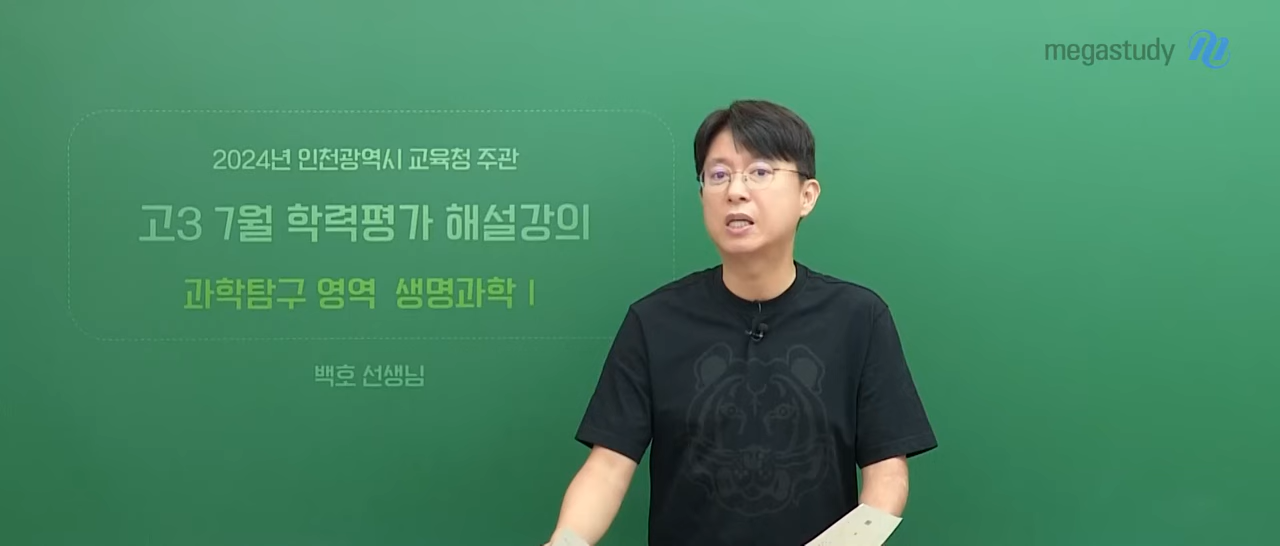 megastudy
2024년 인천광역시 교육청 주관
고3 7월 학력평가 해설강의
과학탐구 영역 생명과학 I
백호 선생님